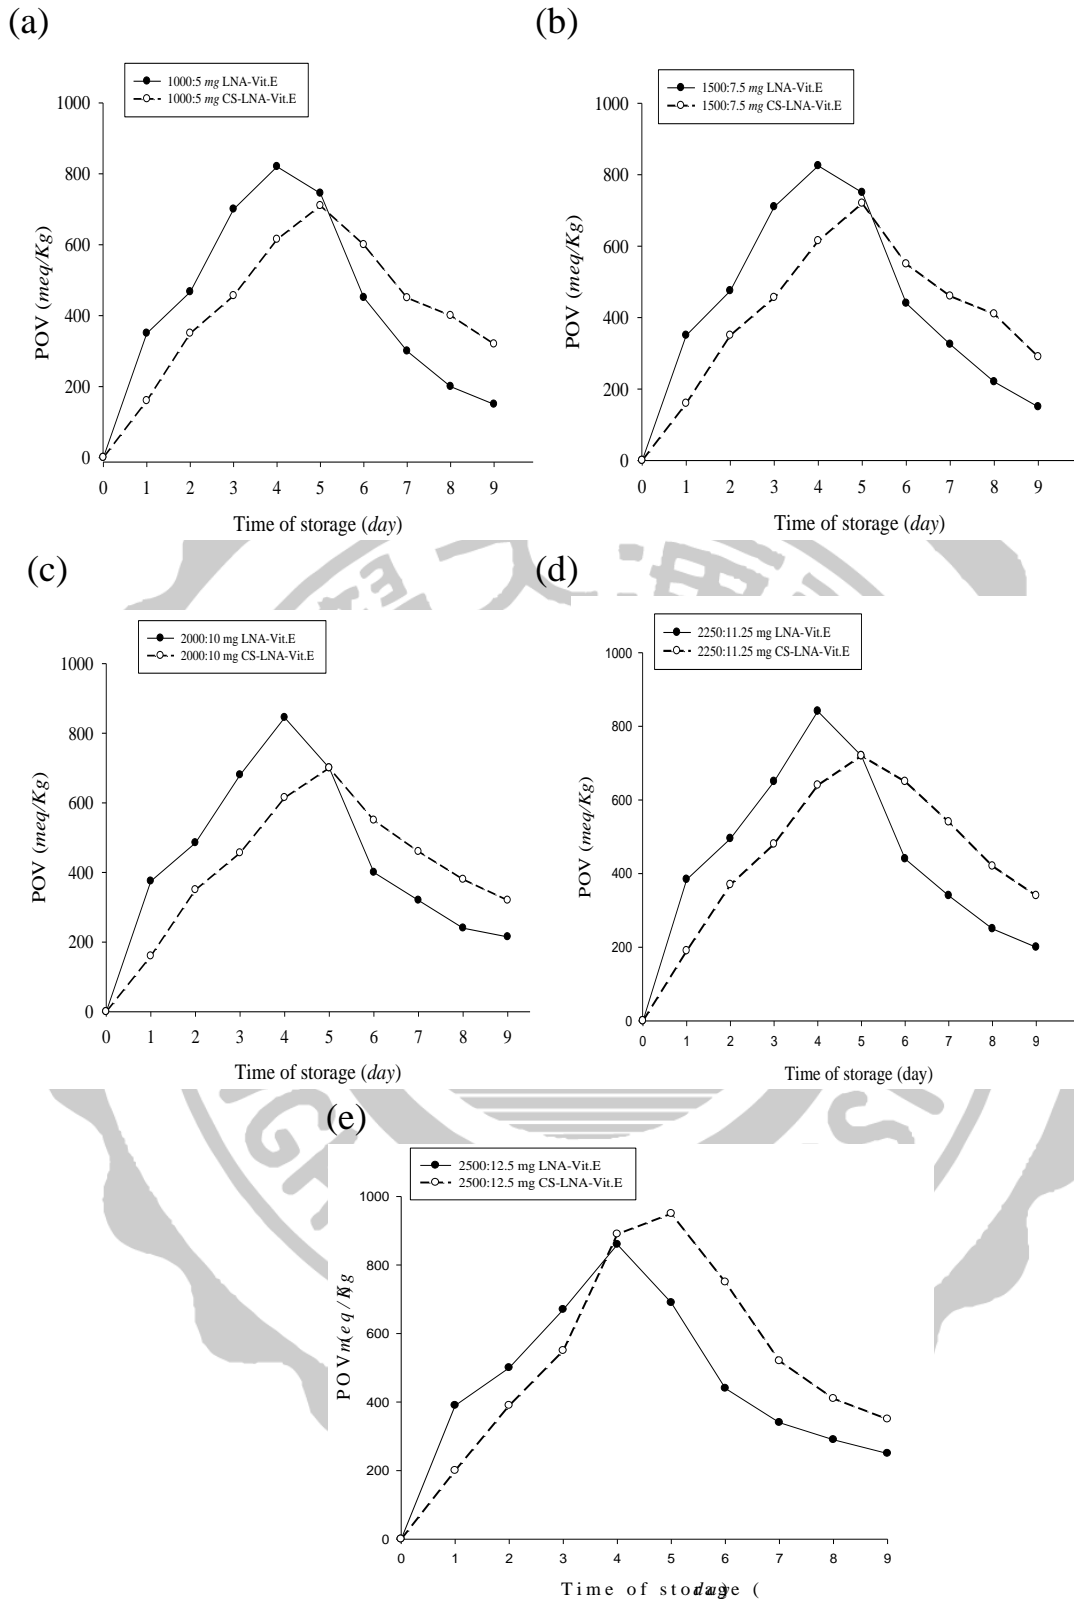 (a)
1000:5 mg LNA-Vit.E
1000:5 mg CS-LNA-Vit.E
1000
800
600
400
200
0
POV (meq/Kg)
0 1 2 3 4 5 6 7 8 9
Time of storage (day)
(b)
1500:7.5 mg LNA-Vit.E
1500:7.5 mg CS-LNA-Vit.E
1000
800
600
400
200
0
POV (meq/Kg)
0 1 2 3 4 5 6 7 8 9
Time of storage (day)
(c)
2000:10 mg LNA-Vit.E
2000:10 mg CS-LNA-Vit.E
1000
800
600
400
200
0
POV (meq/Kg)
0 1 2 3 4 5 6 7 8 9
Time of storage (day)
(d)
2250:11.25 mg LNA-Vit.E
2250:11.25 mg CS-LNA-Vit.E
1000
800
600
400
200
0
POV (meq/Kg)
0 1 2 3 4 5 6 7 8 9
Time of storage (day)
(e)
2500:12.5 mg LNA-Vit.E
2500:12.5 mg CS-LNA-Vit.E
1000
800
600
400
200
0
POV
0 1 2 3 4 5 6 7 8 9
Time of storage (